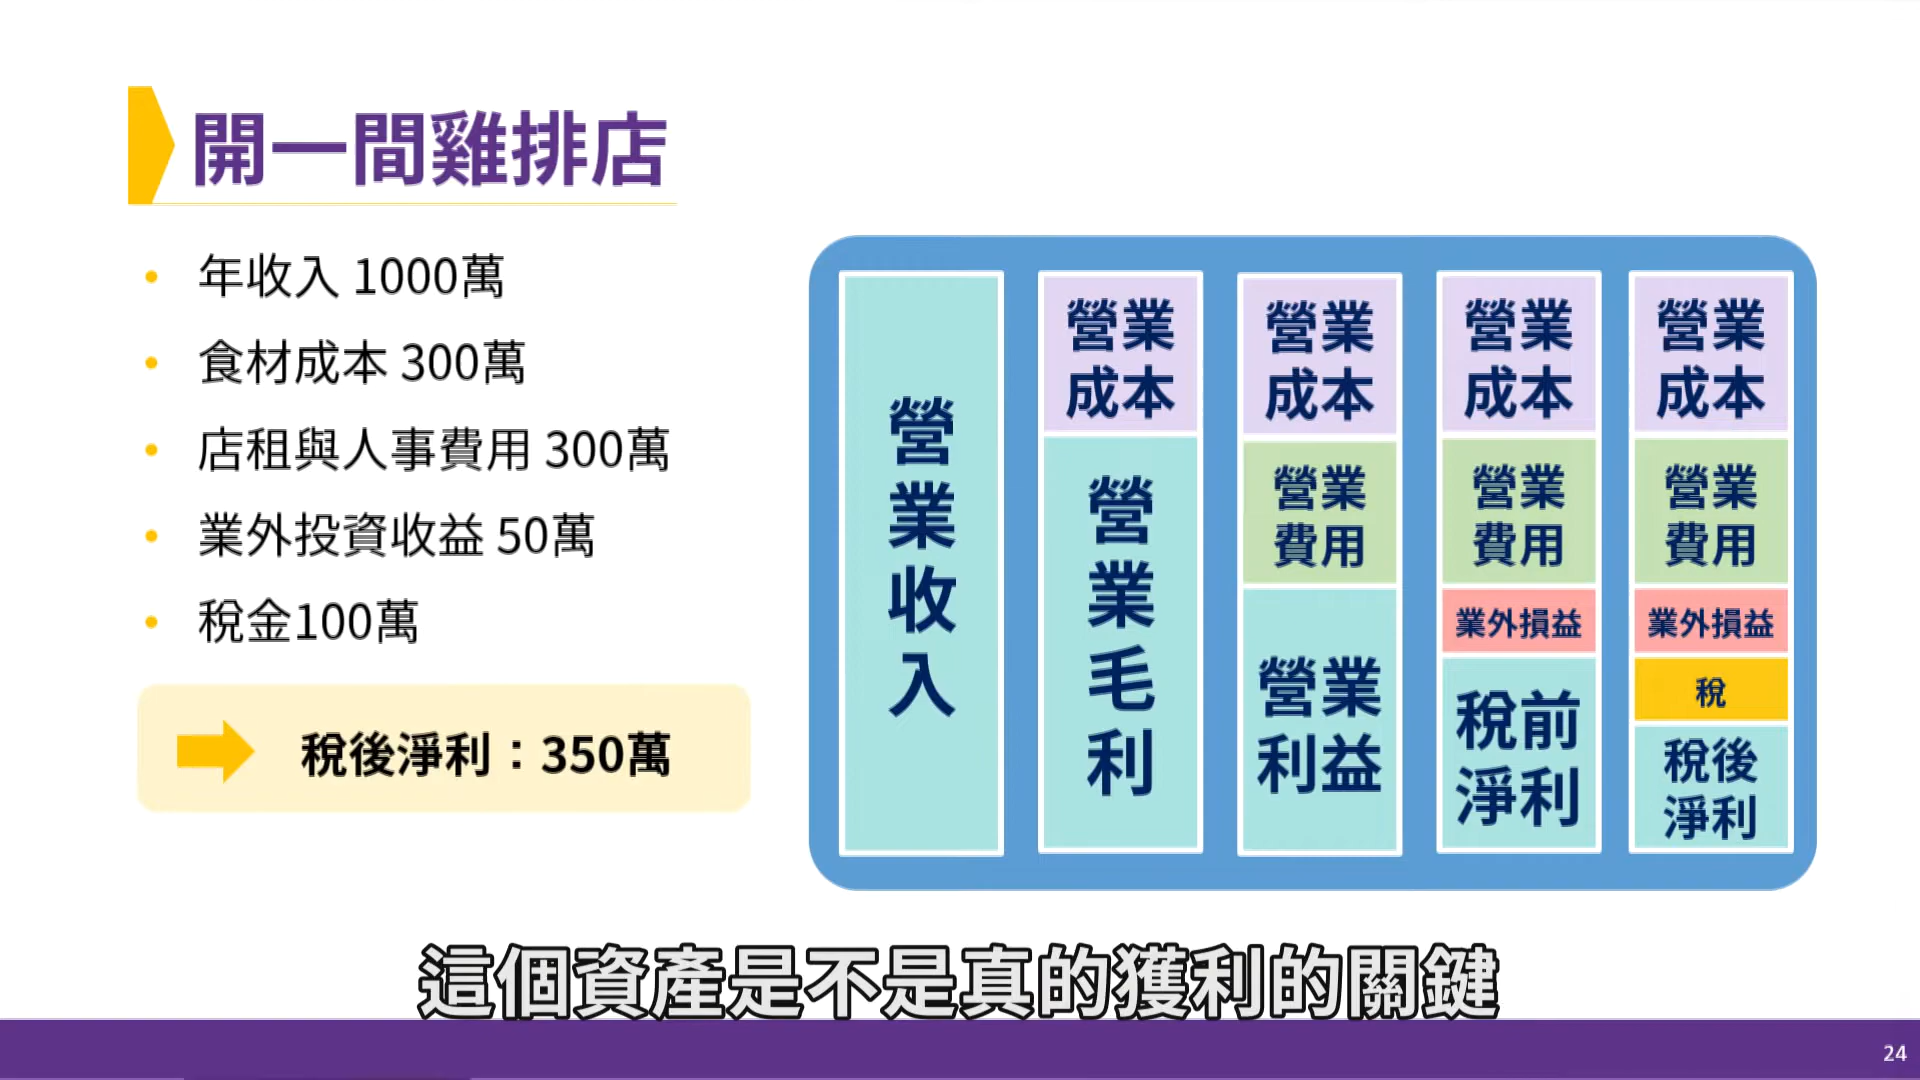 開一間雞排店
年收入 1000萬
食材成本 300萬
店租與人事費用 300萬
業外投資收益 50萬
稅金100萬
稅後淨利：350萬
營業收入
營業
成本
營業毛利
營業
成本
營業
費用
營業
利益
營業
成本
營業
費用
業外損益
稅前
淨利
營業
成本
營業
費用
業外損益
稅
稅後
淨利
這個資產是不是真的獲利的關鍵
24